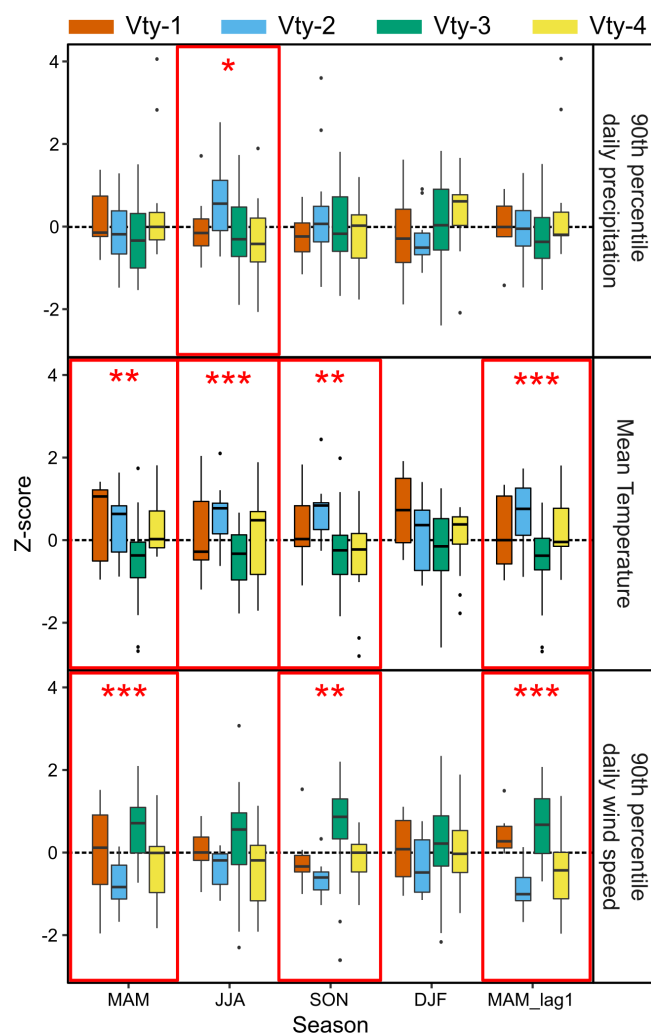 Vty-1 Vty-2 Vty-3 Vty-4
4
2
0
-2
*
90th percentile
daily precipitation
4
2
0
-2
** *** ** ***
Mean Temperature
Z-score
4
2
0
-2
*** ** ***
90th percentile
daily wind speed
MAM JJA SON DJF MAM_lag1
Season